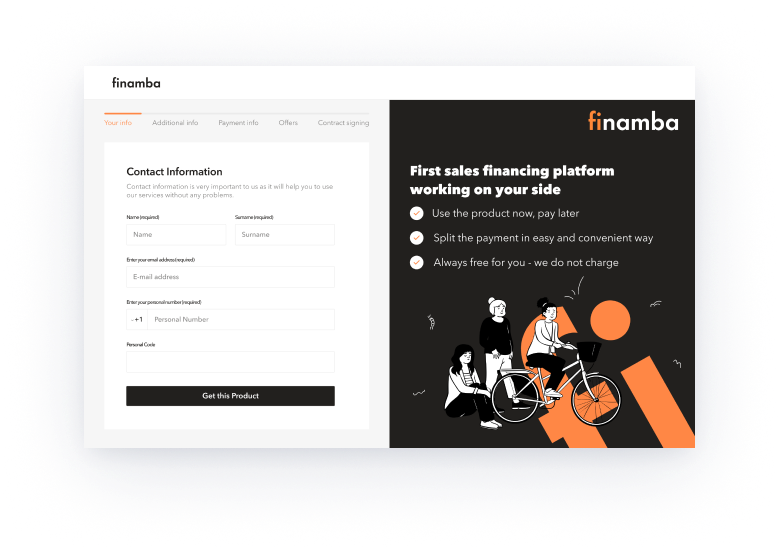 finamba
Your info
Additional info
Payment info
Offers
Contract signing
Contact Information
Contact information is very important to us as it will help you to use
our services without any problems.
Name (required)
Surname (required)
Name
Surname
Enter your email address (required)
E-mail address
Enter your personal number (required)
+1
Personal Number
Personal Code
Get this Product
finamba
First sales financing platform
working on your side
Use the product now, pay later
Split the payment in easy and convenient way
Always free for you - we do not charge